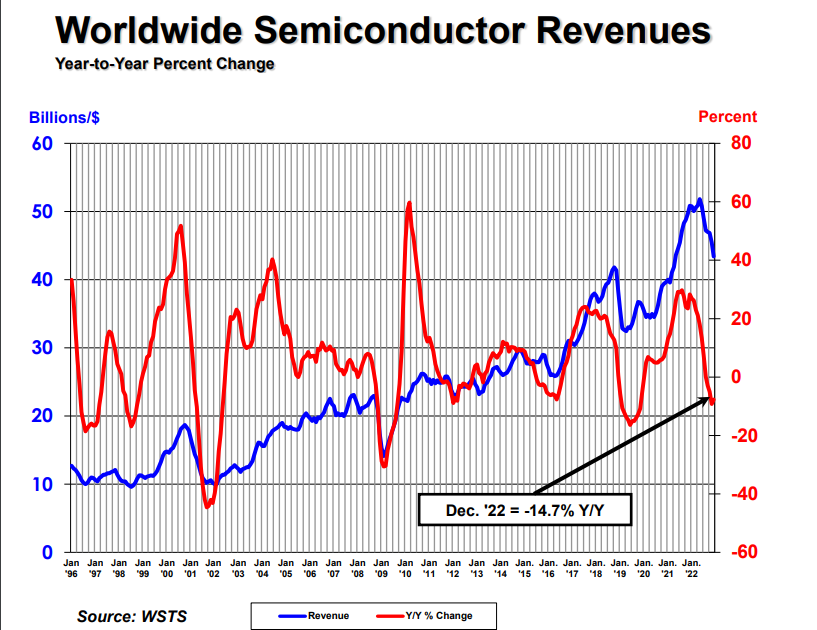 Worldwide Semiconductor Revenues
Year-to-Year Percent Change
Billions/$ Percent
60 80
50 60
40 40
30 20
20 0
10 -20
0 -40
-60
Dec. '22 = -14.7% Y/Y
Jan Jan Jan Jan Jan Jan Jan Jan Jan Jan Jan Jan Jan Jan Jan. Jan. Jan. Jan. Jan. Jan. Jan. Jan. Jan. Jan. Jan. Jan. Jan.
'96 '97 '98 '99 '00 '01 '02 '03 '04 '05 '06 '07 '08 '09 '10 '11 '12 '13 '14 '15 '16 '17 '18 '19 '20 '21 '22
Source: WSTS
Revenue Y/Y % Change